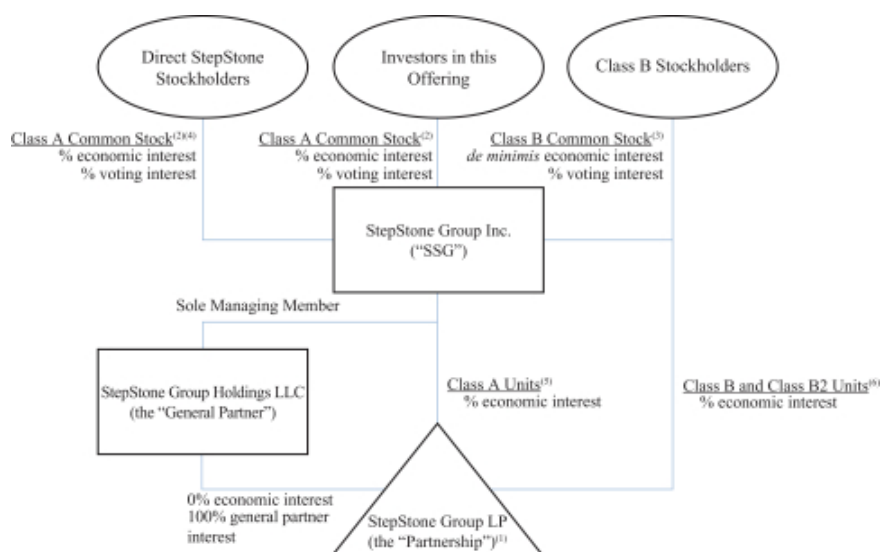 Direct StepStone
Stockholders
Investors in this
Offering
Class B Stockholders
Class A Common Stock(2)(4)
% economic interest
% voting interest
Class A Common Stock(2)
% economic interest
% voting interest
Class B Common Stock(3)
de minimis economic interest
% voting interest
StepStone Group Inc.
(“SSG”)
Sole Managing Member
StepStone Group Holdings LLC
(the “General Partner”)
Class A Units(5)
% economic interest
Class B and Class B2 Units(6)
% economic interest
0% economic interest
100% general partner
interest
StepStone Group LP
(the “Partnership”)(1)